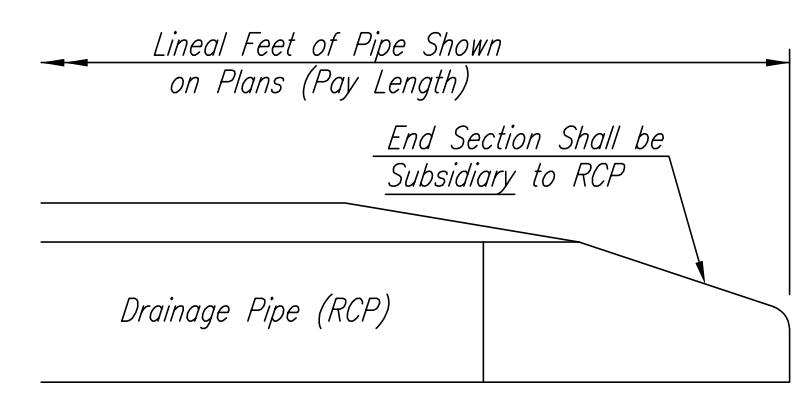 Lineal Feet of Pipe Shown
on Plans (Pay Length)
End Section Shall be
Subsidiary to RCP
Drainage Pipe (RCP)